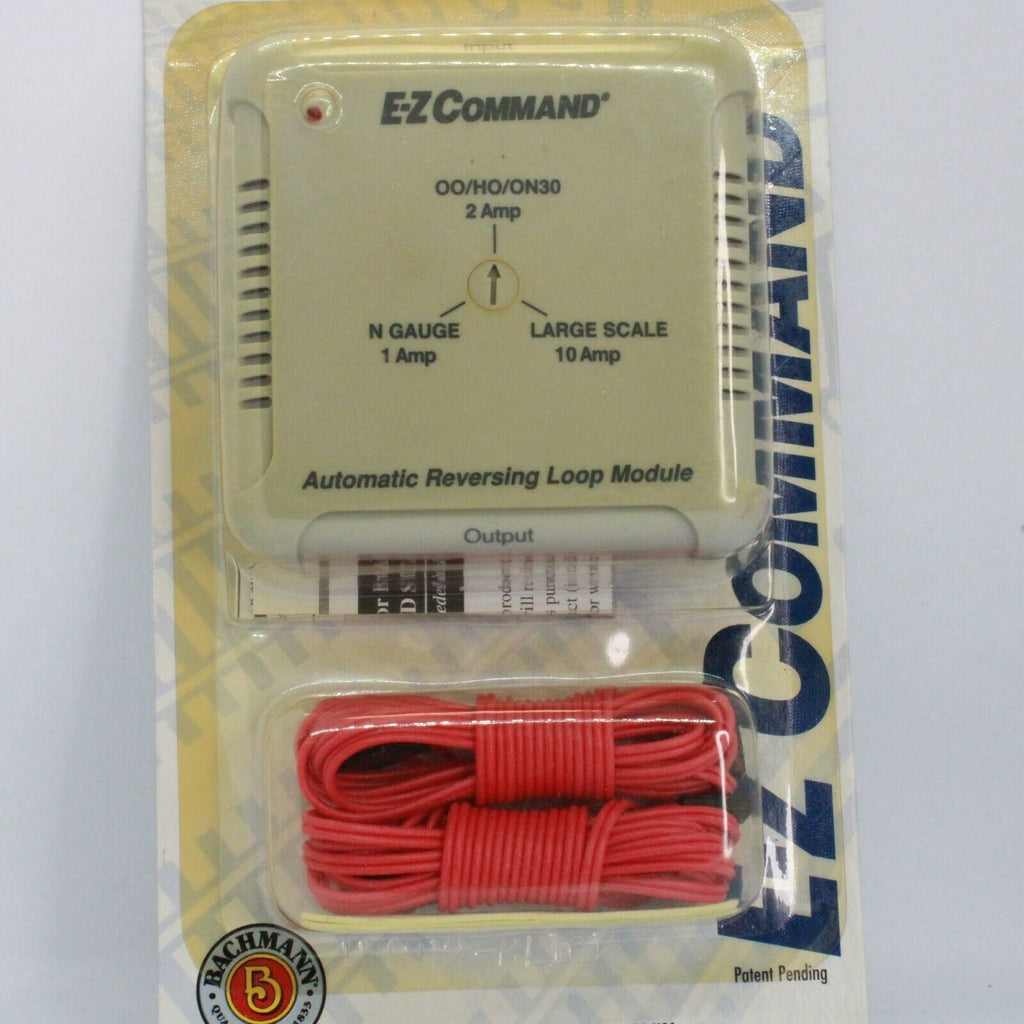 Input
E-Z COMMAND®
OO/HO/ON30
2 Amp
N GAUGE
1 Amp
LARGE SCALE
10 Amp
Automatic Reversing Loop Module
Output
E-Z COMMAND
Patent Pending
BACHMANN
B
1833